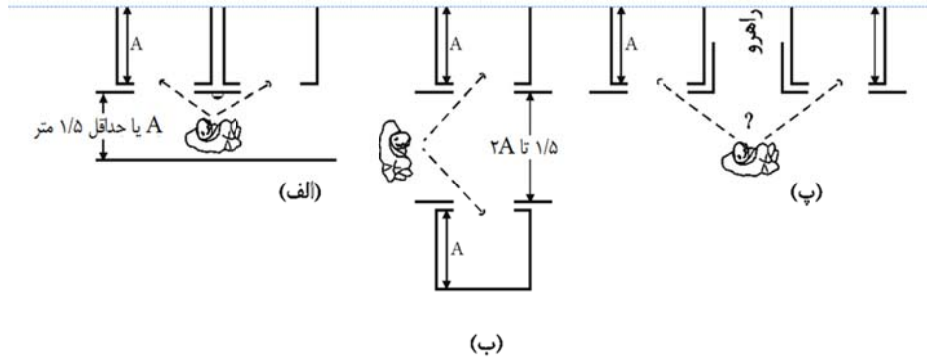 A
A یا حداقل ۱/۵ متر
(الف)
A
۱/۵ تا ۲A
A
(ب)
راهرو
A
؟
(پ)